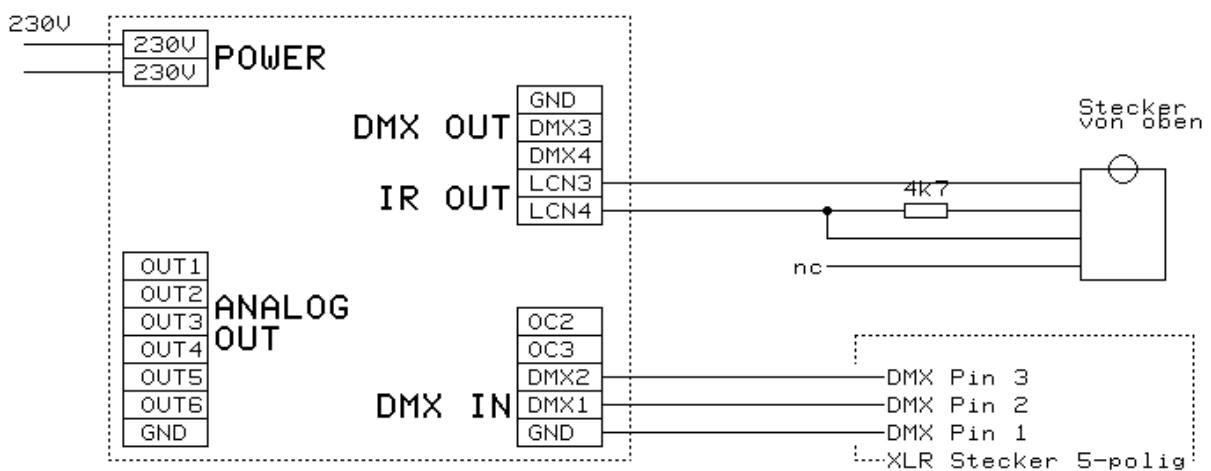 230V
230V
230V
POWER
GND
DMX OUT
DMX3
DMX4
IR OUT
LCN3
LCN4
4k7
Stecker
von oben
nc
OUT1
OUT2
OUT3
OUT4
OUT5
OUT6
GND
ANALOG
OUT
OC2
OC3
DMX2
DMX IN
DMX1
GND
DMX Pin 3
DMX Pin 2
DMX Pin 1
XLR Stecker 5-polig